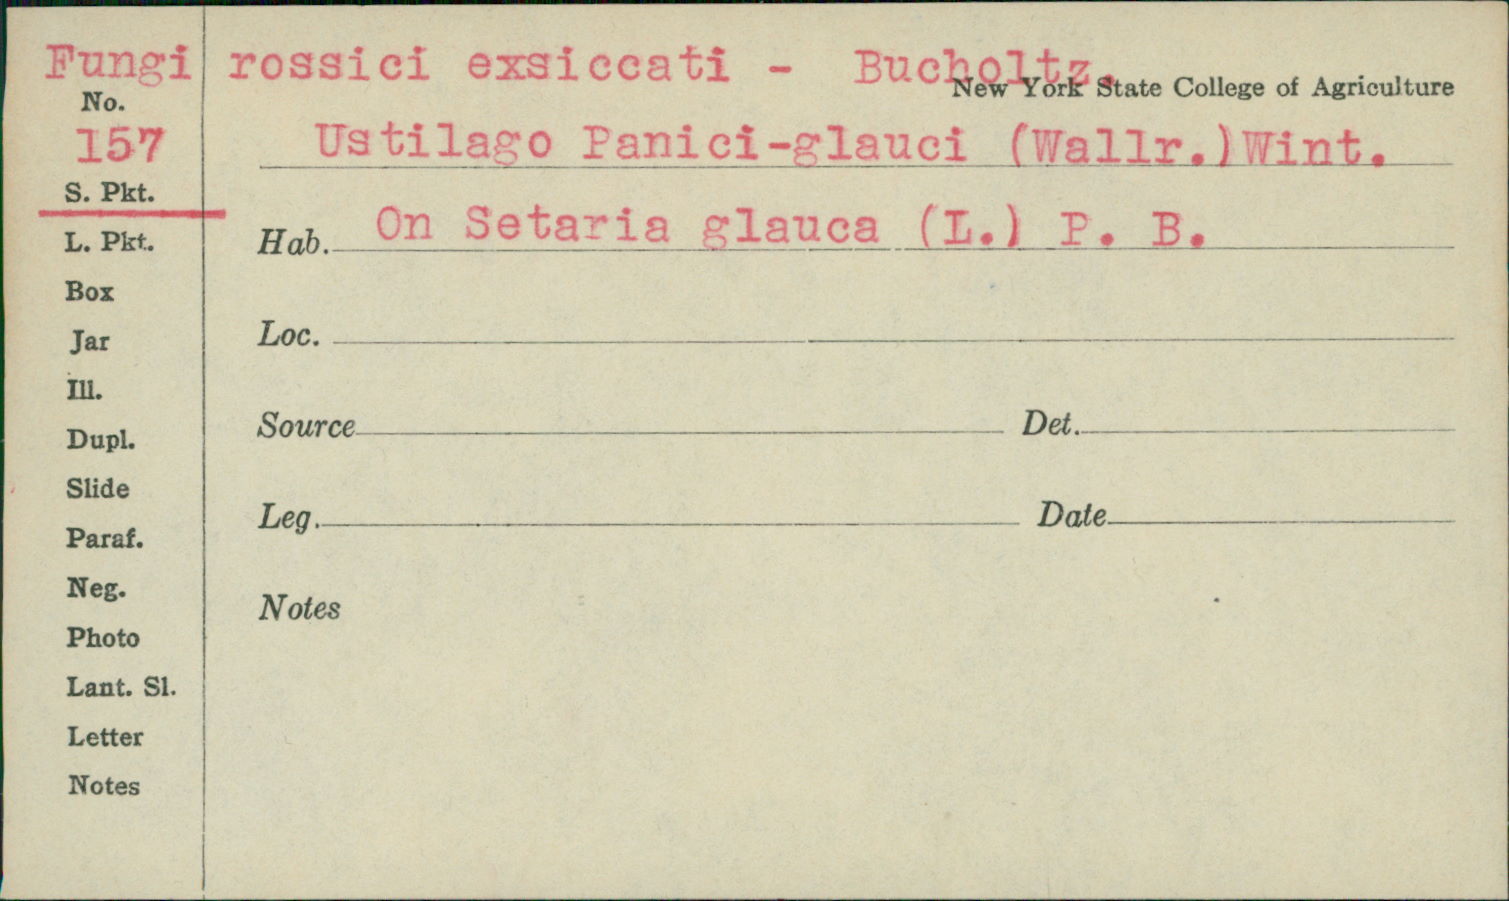 Fungi rossici exsiccati - Bucholtz.
New York State College of Agriculture
No.
157
Ustilago Panici-glauci (Wallr.)Wint.
S. Pkt.
Hab. On Setaria glauca (L.) P. B.
L. Pkt.
Box
Loc.
Jar
Ill.
Source Det.
Dupl.
Slide
Leg. Date
Paraf.
Neg.
Notes
Photo
Lant. Sl.
Letter
Notes